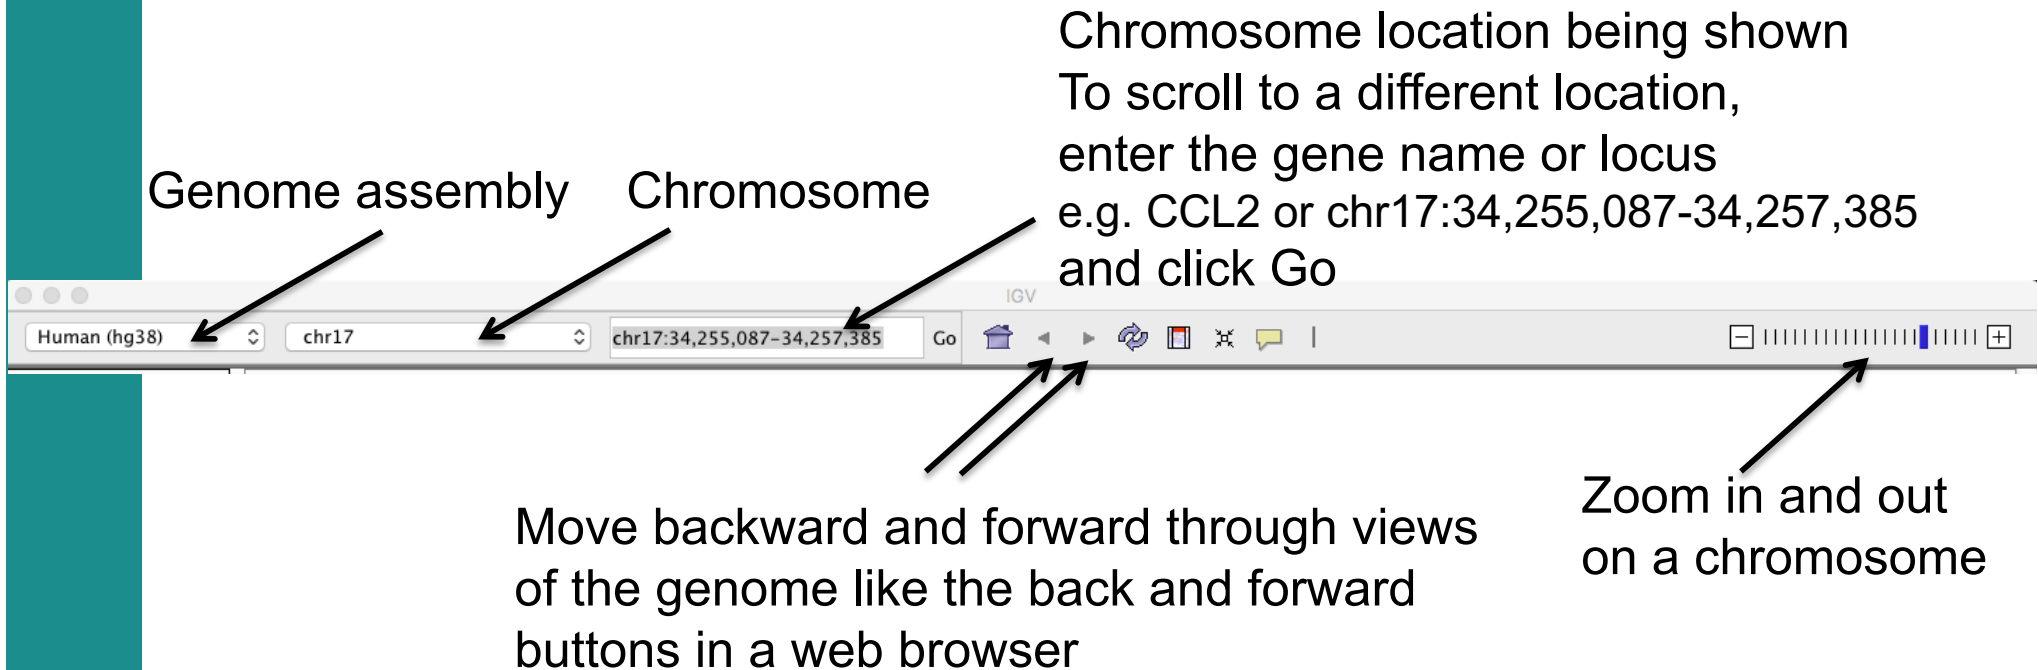 Chromosome location being shown
To scroll to a different location,
enter the gene name or locus
e.g. CCL2 or chr17:34,255,087-34,257,385
and click Go
Genome assembly
Chromosome
IGV
Human (hg38)
chr17
chr17:34,255,087-34,257,385
Go
Move backward and forward through views
of the genome like the back and forward
buttons in a web browser
Zoom in and out
on a chromosome